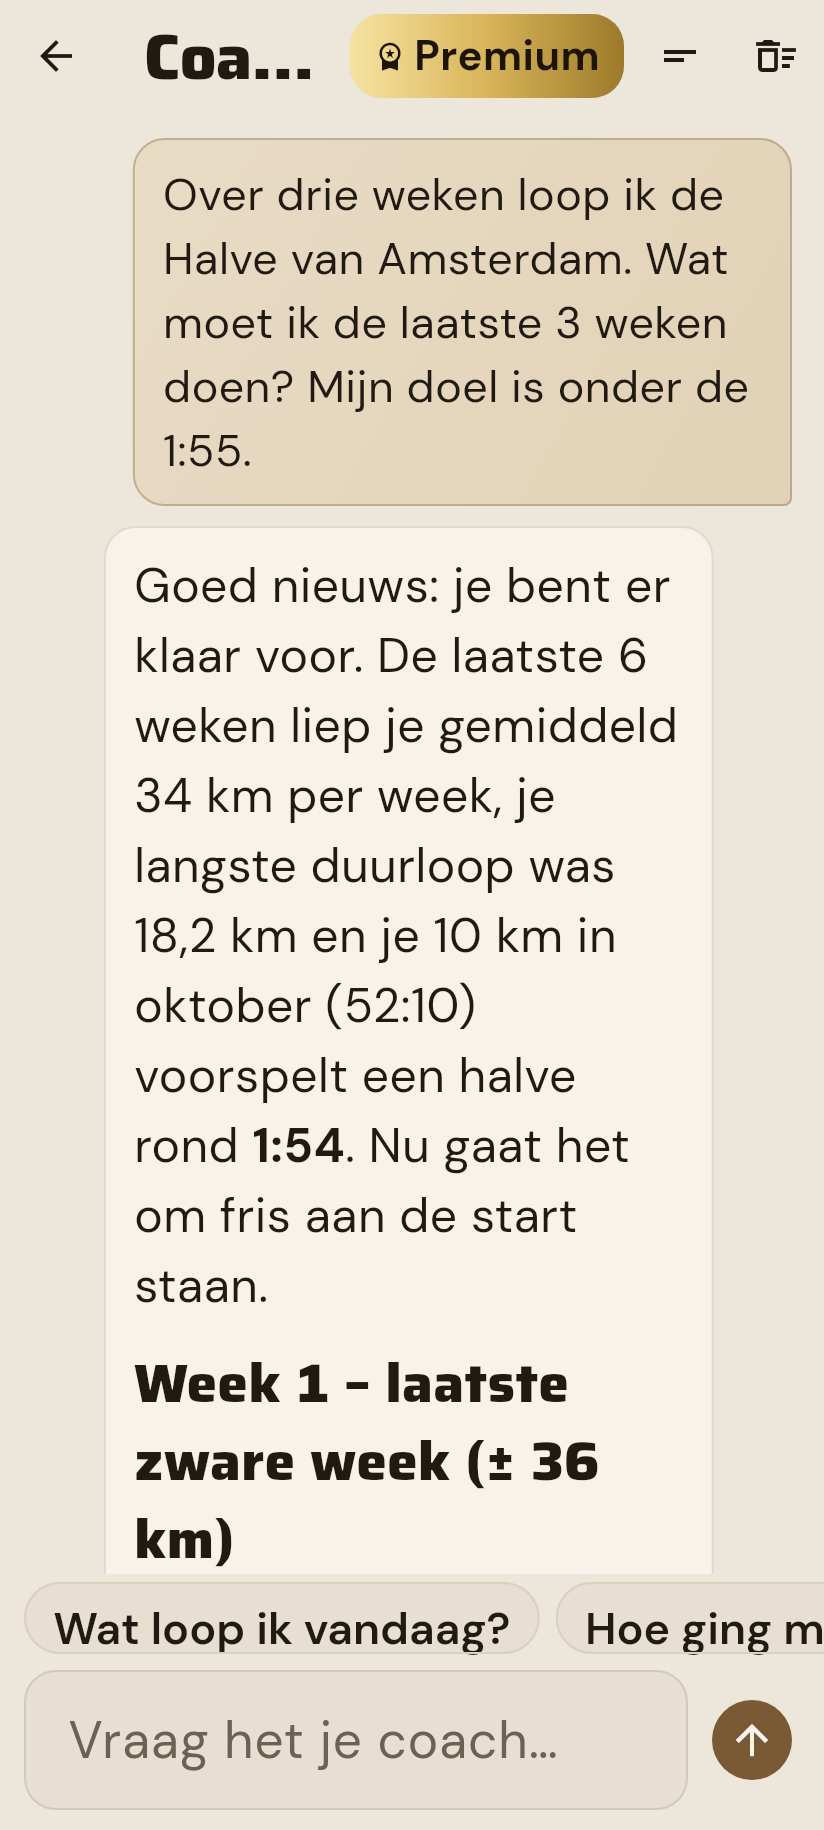 Coa...
Premium
Over drie weken loop ik de
Halve van Amsterdam. Wat
moet ik de laatste 3 weken
doen? Mijn doel is onder de
1:55.
Goed nieuws: je bent er
klaar voor. De laatste 6
weken liep je gemiddeld
34 km per week, je
langste duurloop was
18,2 km en je 10 km in
oktober (52:10)
voorspelt een halve
rond 1:54. Nu gaat het
om fris aan de start
staan.
Week 1 – laatste
zware week (± 36
km)
Wat loop ik vandaag?
Hoe ging m
Vraag het je coach…